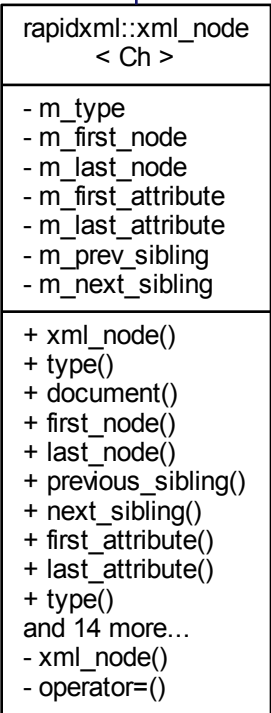 rapidxml::xml_node
< Ch >
- m_type
- m_first_node
- m_last_node
- m_first_attribute
- m_last_attribute
- m_prev_sibling
- m_next_sibling
+ xml_node()
+ type()
+ document()
+ first_node()
+ last_node()
+ previous_sibling()
+ next_sibling()
+ first_attribute()
+ last_attribute()
+ type()
and 14 more...
- xml_node()
- operator=()